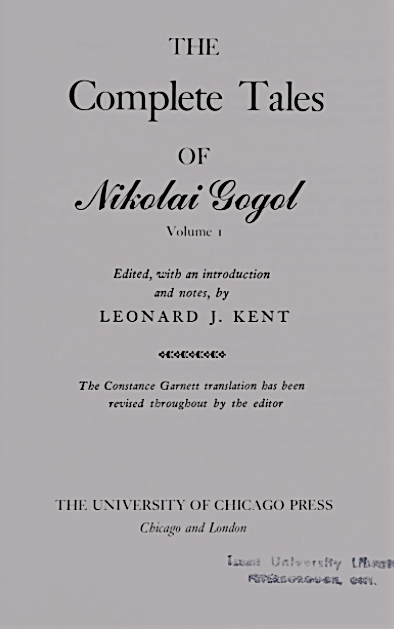 THE
Complete Tales
OF
Nikolai Gogol
Volume 1
Edited, with an introduction
and notes, by
LEONARD J. KENT
The Constance Garnett translation has been
revised throughout by the editor
THE UNIVERSITY OF CHICAGO PRESS
Chicago and London
University
PETERBOROUGH, ONT.